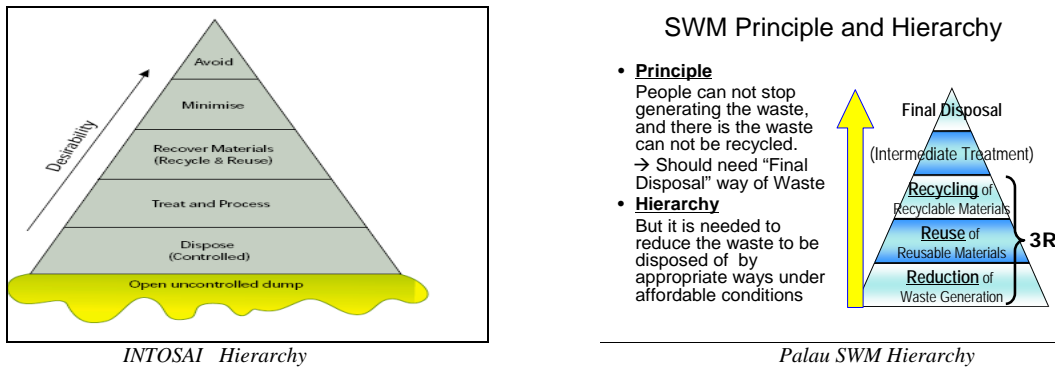 Avoid
Minimise
Recover Materials
(Recycle & Reuse)
Treat and Process
Dispose
(Controlled)
Open uncontrolled dump
Desirability
INTOSAI Hierarchy
SWM Principle and Hierarchy
• Principle
People can not stop
generating the waste,
and there is the waste
can not be recycled.
→ Should need “Final
Disposal” way of Waste
• Hierarchy
But it is needed to
reduce the waste to be
disposed of by
appropriate ways under
affordable conditions
Final Disposal
(Intermediate Treatment)
Recycling of
Recyclable Materials
Reuse of
Reusable Materials
Reduction of
Waste Generation
3R
Palau SWM Hierarchy